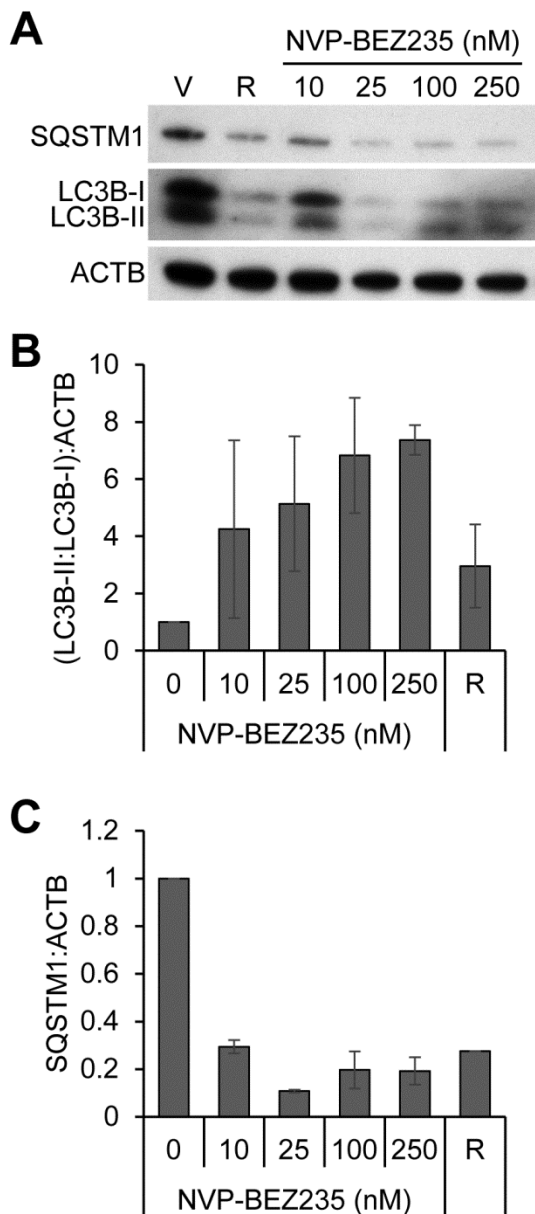 A
NVP-BEZ235 (nM)
V R 10 25 100 250
SQSTM1
LC3B-I
LC3B-II
ACTB
B
(LC3B-II:LC3B-I):ACTB
10
8
6
4
2
0
0 10 25 100 250 R
NVP-BEZ235 (nM)
C
SQSTM1:ACTB
1.2
1
0.8
0.6
0.4
0.2
0
0 10 25 100 250 R
NVP-BEZ235 (nM)